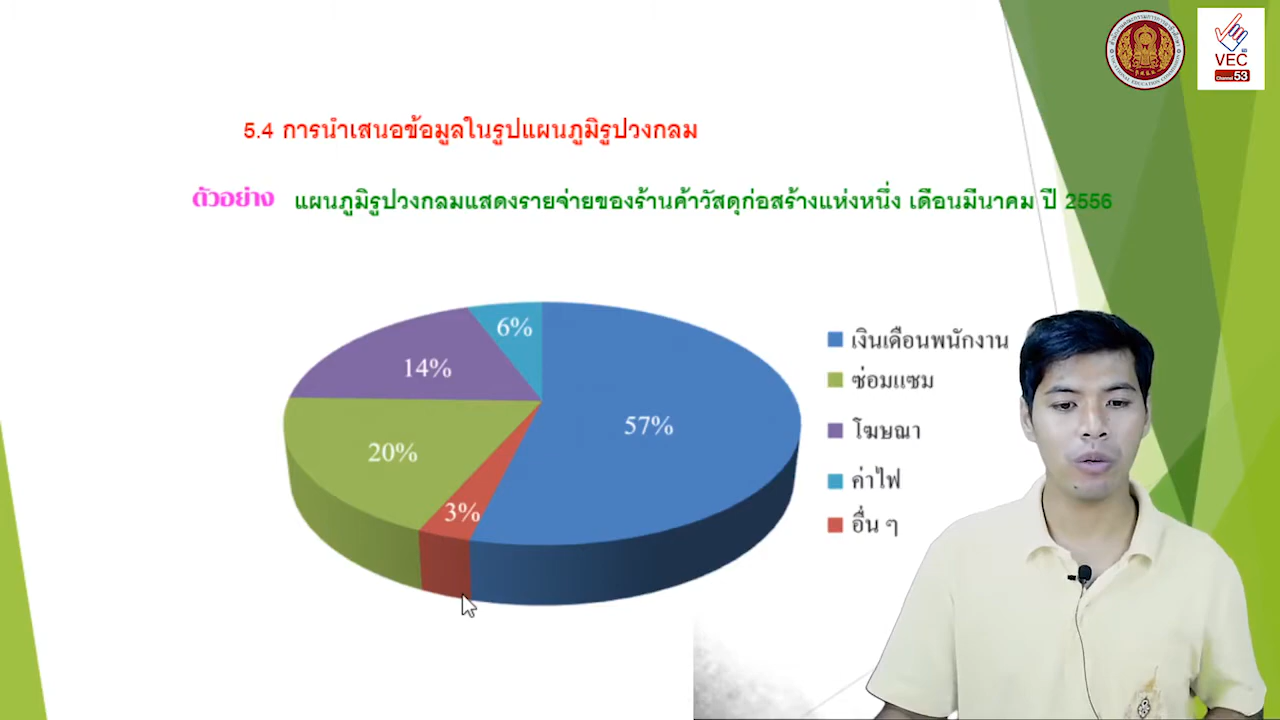 VEC
Channel 53
VOCATIONAL EDUCATION COMMISSION
5.4 การนำเสนอข้อมูลในรูปแผนภูมิรูปวงกลม
ตัวอย่าง แผนภูมิรูปวงกลมแสดงรายจ่ายของร้านค้าวัสดุก่อสร้างแห่งหนึ่ง เดือนมีนาคม ปี 2556
6%
14%
57%
20%
3%
เงินเดือนพนักงาน
ซ่อมแซม
โฆษณา
ค่าไฟ
อื่น ๆ